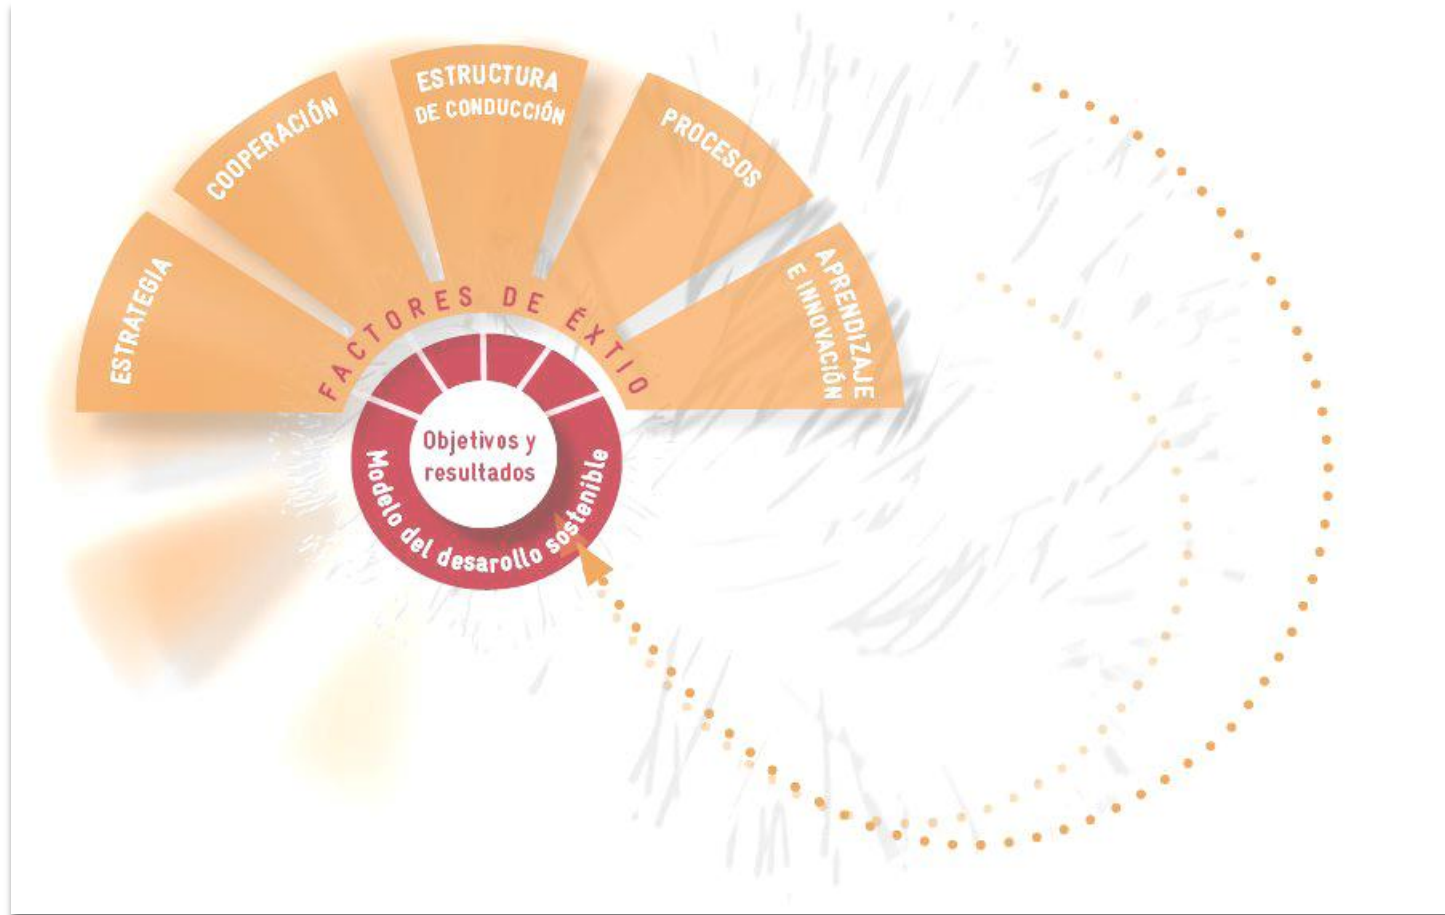 ESTRATEGIA
COOPERACIÓN
ESTRUCTURA
DE CONDUCCIÓN
PROCESOS
APRENDIZAJE
E INNOVACIÓN
FACTORES DE ÉXTIO
Objetivos y
resultados
Modelo del desarollo sostenible